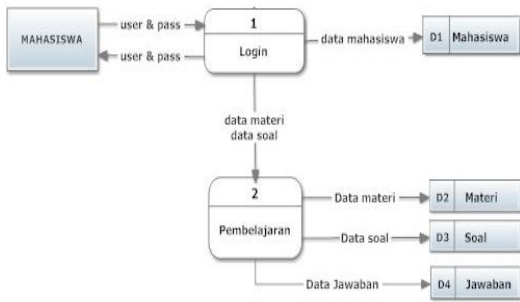 MAHASISWA
user & pass
user & pass
1
Login
data mahasiswa
D1 Mahasiswa
data materi
data soal
2
Pembelajaran
Data materi
D2 Materi
Data soal
D3 Soal
Data Jawaban
D4 Jawaban